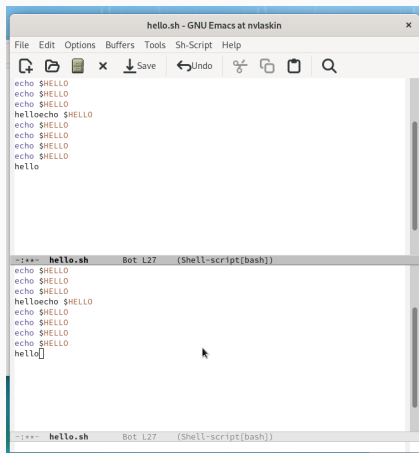 hello.sh - GNU Emacs at nvlaskin ×
File Edit Options Buffers Tools Sh-Script Help
Save Undo
echo $HELLO
echo $HELLO
echo $HELLO
helloecho $HELLO
echo $HELLO
echo $HELLO
echo $HELLO
echo $HELLO
hello
-:**- hello.sh Bot L27 (Shell-script[bash])
echo $HELLO
echo $HELLO
echo $HELLO
helloecho $HELLO
echo $HELLO
echo $HELLO
echo $HELLO
echo $HELLO
hello
-:**- hello.sh Bot L27 (Shell-script[bash])